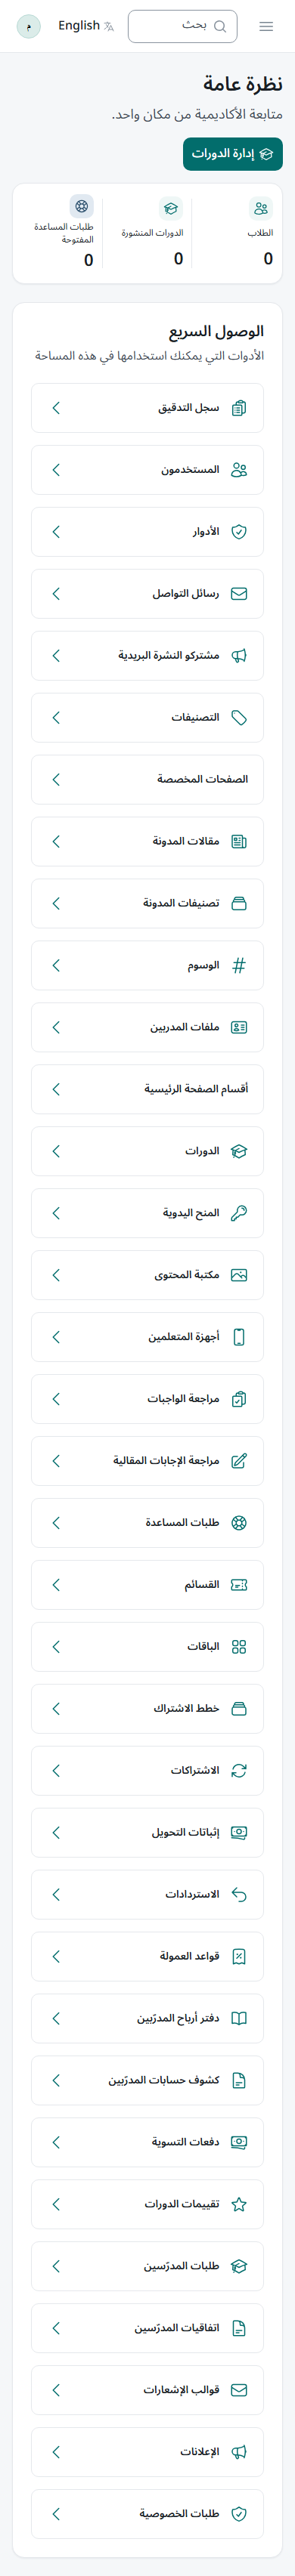 بحث
English
م
نظرة عامة
متابعة الأكاديمية من مكان واحد.
إدارة الدورات
الطلاب
0
الدورات المنشورة
0
طلبات المساعدة
المفتوحة
0
الوصول السريع
الأدوات التي يمكنك استخدامها في هذه المساحة
سجل التدقيق
المستخدمون
الأدوار
رسائل التواصل
مشتركو النشرة البريدية
التصنيفات
الصفحات المخصصة
مقالات المدونة
تصنيفات المدونة
الوسوم
ملفات المدربين
أقسام الصفحة الرئيسية
الدورات
المنح اليدوية
مكتبة المحتوى
أجهزة المتعلمين
مراجعة الواجبات
مراجعة الإجابات المقالية
طلبات المساعدة
القسائم
الباقات
خطط الاشتراك
الاشتراكات
إثباتات التحويل
الاستردادات
قواعد العمولة
دفتر أرباح المدرّبين
كشوف حسابات المدرّبين
دفعات التسوية
تقييمات الدورات
طلبات المدرّسين
اتفاقيات المدرّسين
قوالب الإشعارات
الإعلانات
طلبات الخصوصية